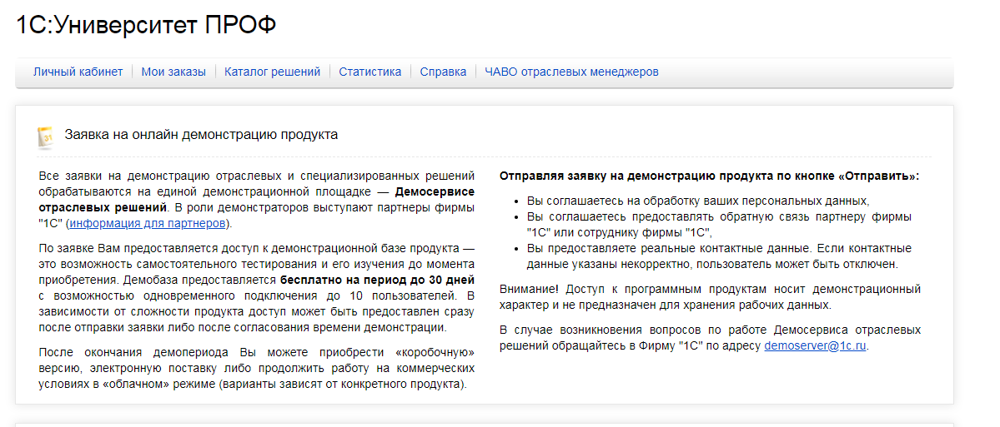 1С:Университет ПРОФ
Личный кабинет | Мои заказы | Каталог решений | Статистика | Справка | ЧАВО отраслевых менеджеров
31
Заявка на онлайн демонстрацию продукта
Все заявки на демонстрацию отраслевых и специализированных решений
обрабатываются на единой демонстрационной площадке — Демосервисе
отраслевых решений. В роли демонстраторов выступают партнеры фирмы
"1С" (информация для партнеров).
По заявке Вам предоставляется доступ к демонстрационной базе продукта —
это возможность самостоятельного тестирования и его изучения до момента
приобретения. Демобаза предоставляется бесплатно на период до 30 дней
с возможностью одновременного подключения до 10 пользователей. В
зависимости от сложности продукта доступ может быть предоставлен сразу
после отправки заявки либо после согласования времени демонстрации.
После окончания демопериода Вы можете приобрести «коробочную»
версию, электронную поставку либо продолжить работу на коммерческих
условиях в «облачном» режиме (варианты зависят от конкретного продукта).
Отправляя заявку на демонстрацию продукта по кнопке «Отправить»:
• Вы соглашаетесь на обработку ваших персональных данных,
• Вы соглашаетесь предоставлять обратную связь партнеру фирмы
"1С" или сотруднику фирмы "1С",
• Вы предоставляете реальные контактные данные. Если контактные
данные указаны некорректно, пользователь может быть отключен.
Внимание! Доступ к программным продуктам носит демонстрационный
характер и не предназначен для хранения рабочих данных.
В случае возникновения вопросов по работе Демосервиса отраслевых
решений обращайтесь в Фирму "1С" по адресу demoserver@1c.ru.